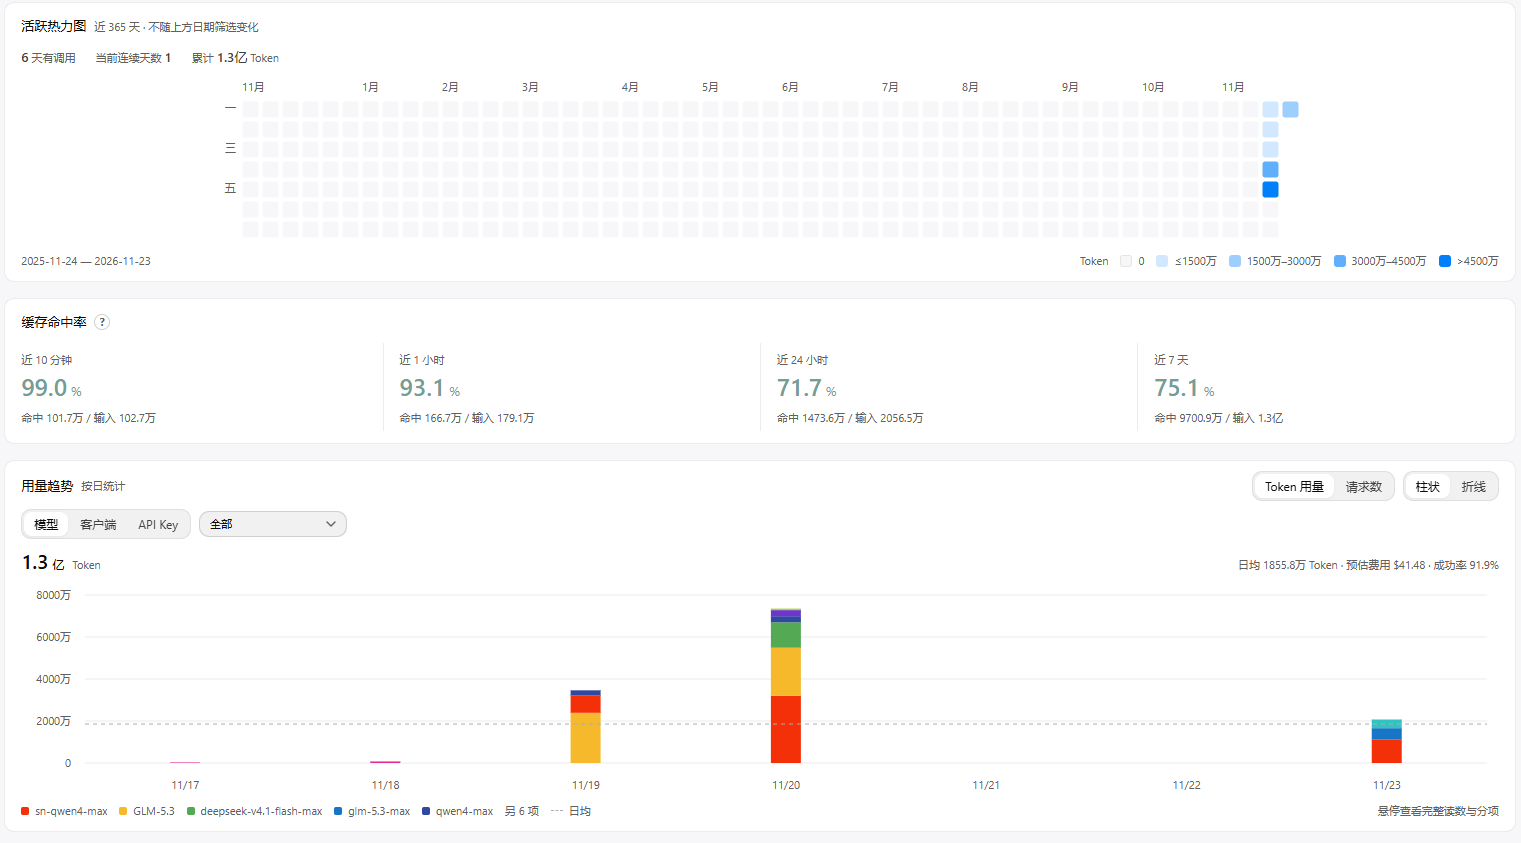 活跃热力图 近 365 天 · 不随上方日期筛选变化
6 天有调用 当前连续天数 1 累计 1.3亿 Token
11月 1月 2月 3月 4月 5月 6月 7月 8月 9月 10月 11月
一
三
五
2025-11-24 — 2026-11-23 Token 0 ≤1500万 1500万–3000万 3000万–4500万 >4500万
缓存命中率 ?
近 10 分钟 近 1 小时 近 24 小时 近 7 天
99.0 % 93.1 % 71.7 % 75.1 %
命中 101.7万 / 输入 102.7万 命中 166.7万 / 输入 179.1万 命中 1473.6万 / 输入 2056.5万 命中 9700.9万 / 输入 1.3亿
用量趋势 按日统计 Token 用量 请求数 柱状 折线
模型 客户端 API Key 全部
1.3 亿 Token 日均 1855.8万 Token · 预估费用 $41.48 · 成功率 91.9%
8000万
6000万
4000万
2000万
0
11/17 11/18 11/19 11/20 11/21 11/22 11/23
sn-qwen4-max GLM-5.3 deepseek-v4.1-flash-max glm-5.3-max qwen4-max 另 6 项 日均 悬停查看完整读数与分项